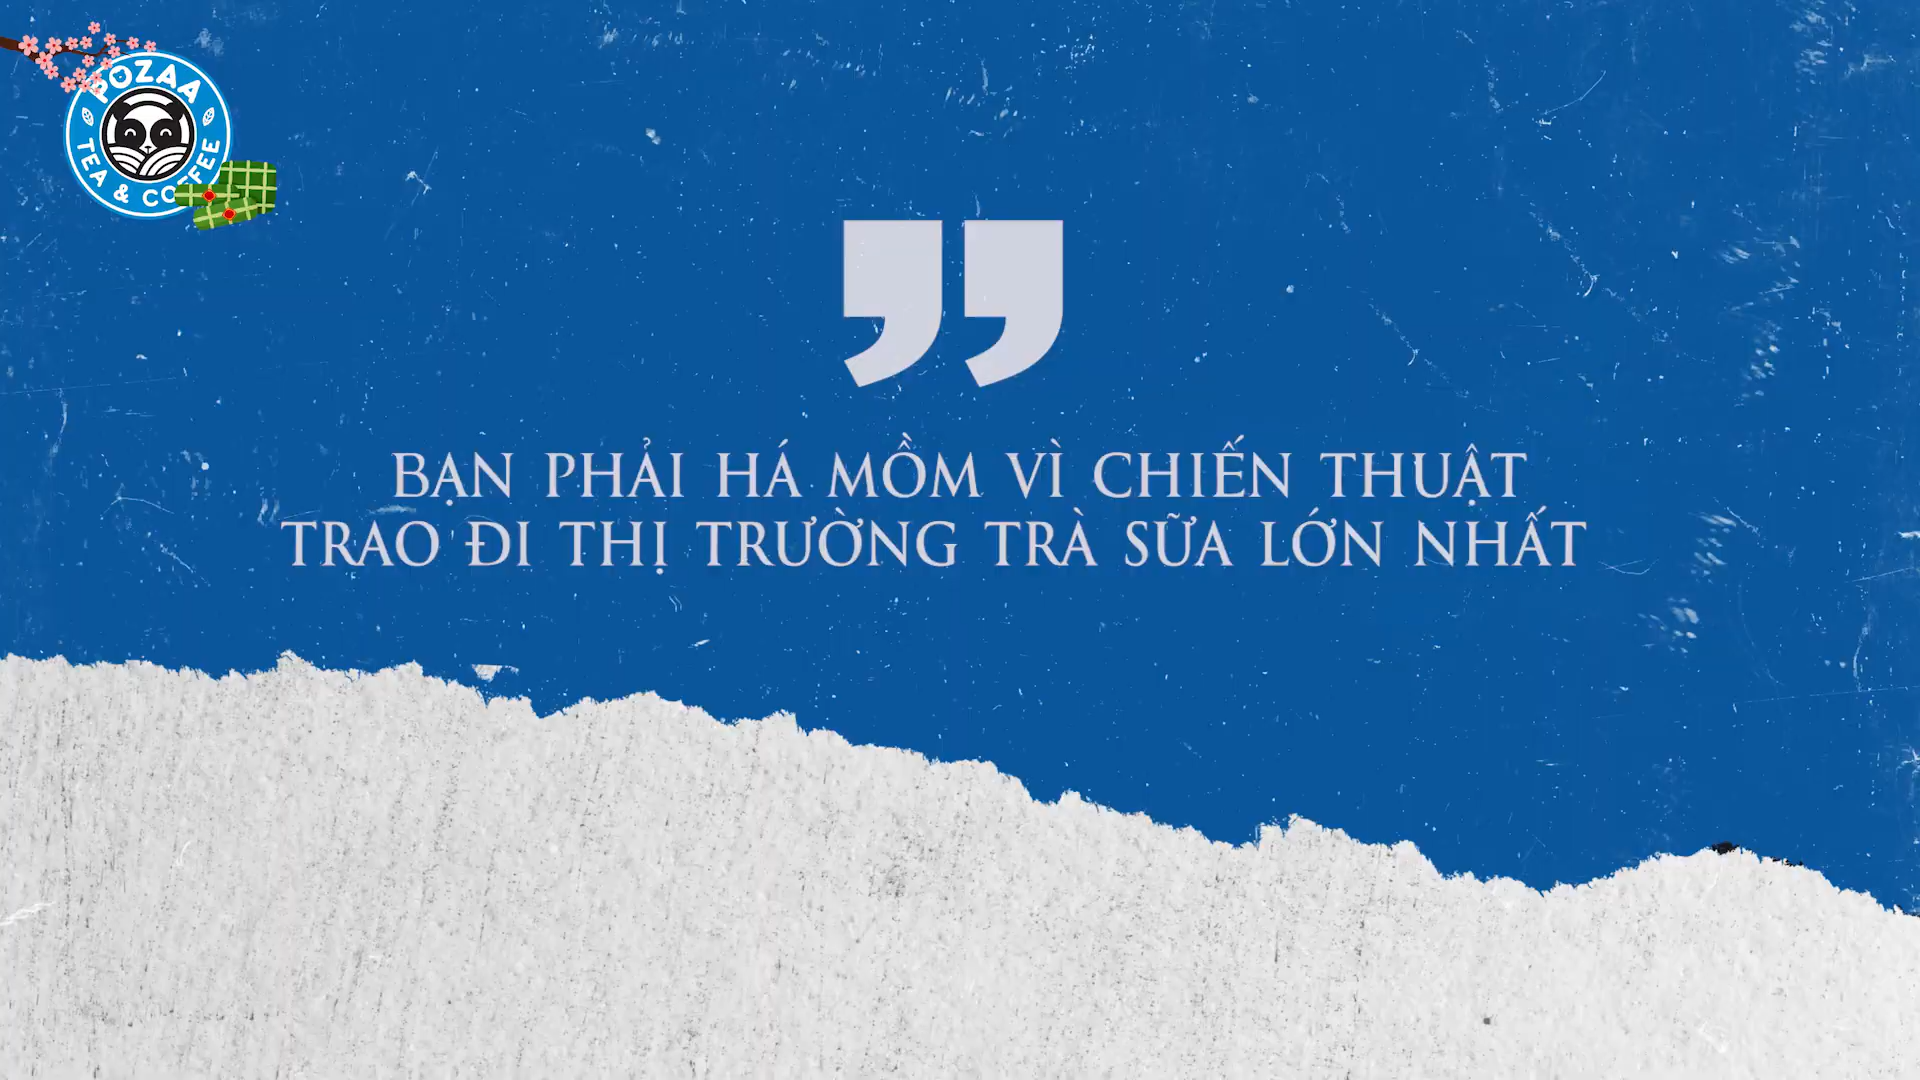 POZAA
TEA & COFFEE
”
BẠN PHẢI HÁ MỒM VÌ CHIẾN THUẬT
TRAO ĐI THỊ TRƯỜNG TRÀ SỮA LỚN NHẤT